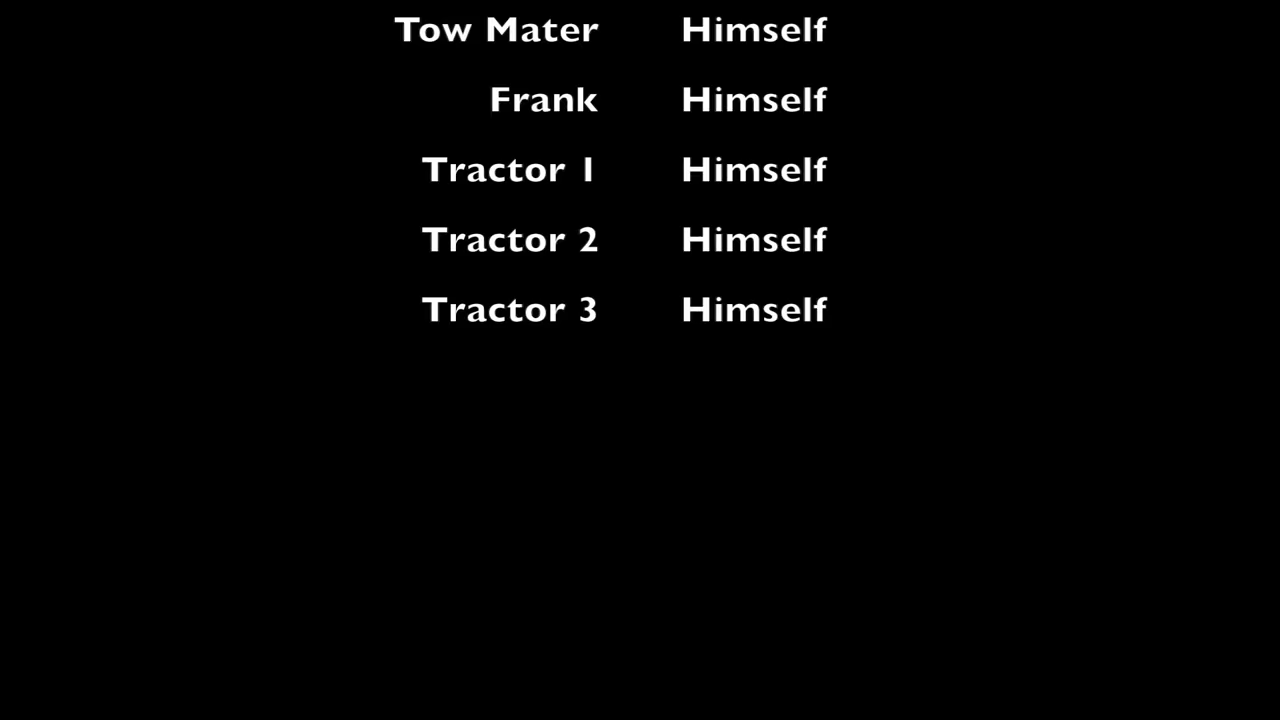 Tow Mater Himself
Frank Himself
Tractor 1 Himself
Tractor 2 Himself
Tractor 3 Himself